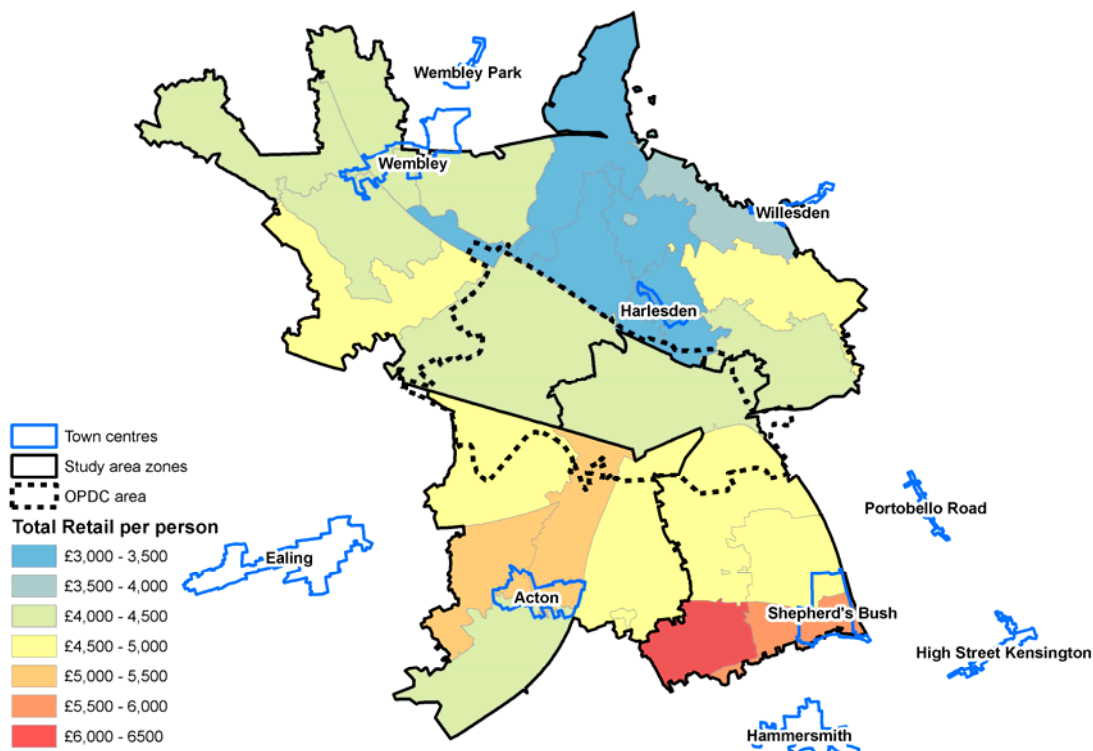 Wembley Park
Wembley
Willesden
Harlesden
Town centres
Study area zones
OPDC area
Total Retail per person
£3,000 - 3,500
£3,500 - 4,000
£4,000 - 4,500
£4,500 - 5,000
£5,000 - 5,500
£5,500 - 6,000
£6,000 - 6500
Portobello Road
Ealing
Acton
Shepherd's Bush
High Street Kensington
Hammersmith